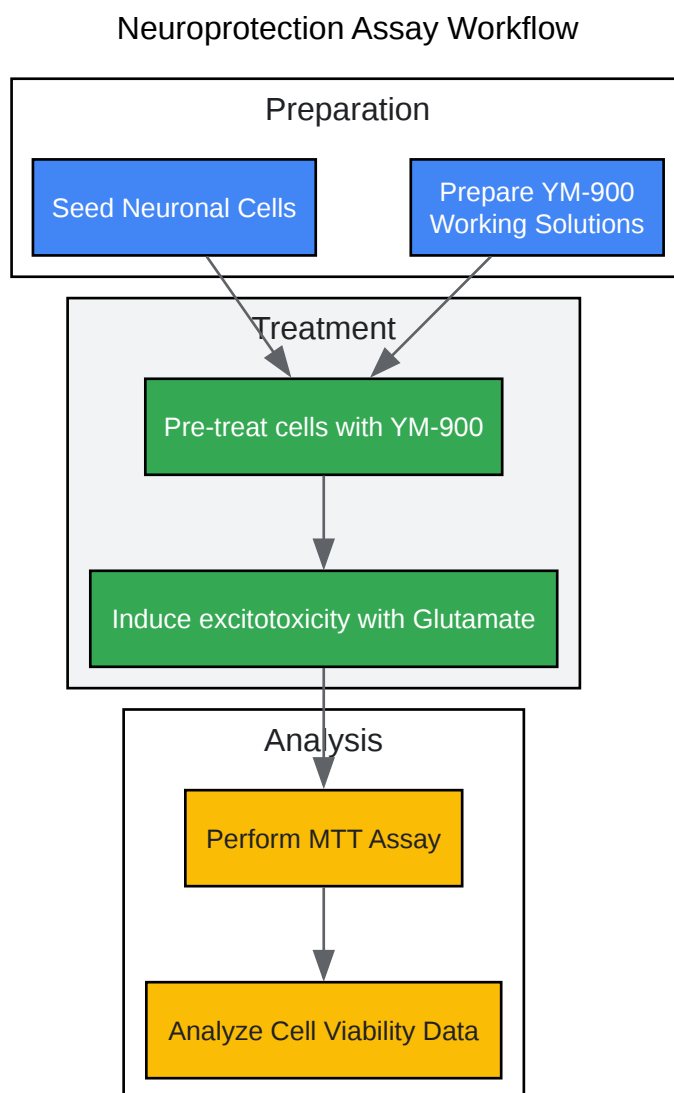 Neuroprotection Assay Workflow
Preparation
Seed Neuronal Cells
Prepare YM-900
Working Solutions
Treatment
Pre-treat cells with YM-900
Induce excitotoxicity with Glutamate
Analysis
Perform MTT Assay
Analyze Cell Viability Data